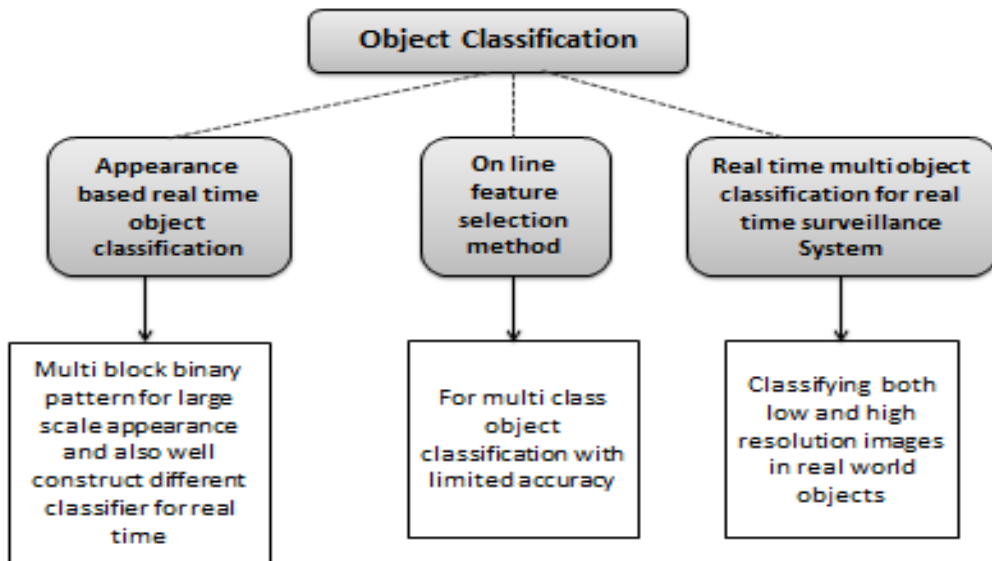 Object Classification
Appearance
based real time
object
classification
On line
feature
selection
method
Real time multi object
classification for real
time surveillance
System
Multi block binary
pattern for large
scale appearance
and also well
construct different
classifier for real
time
For multi class
object
classification with
limited accuracy
Classifying both
low and high
resolution images
in real world
objects